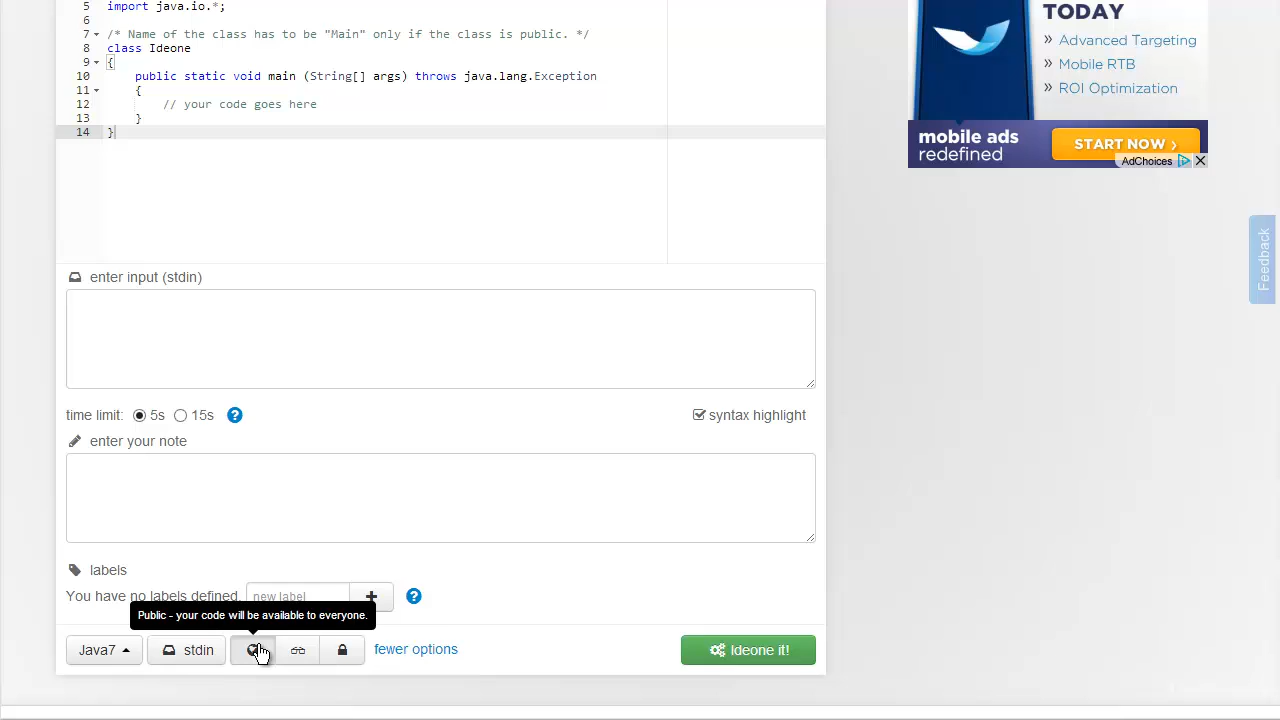 5 import java.io.*;
6
7 /* Name of the class has to be "Main" only if the class is public. */
8 class Ideone
9 {
10 public static void main (String[] args) throws java.lang.Exception
11 {
12 // your code goes here
13 }
14 }
TODAY
» Advanced Targeting
» Mobile RTB
» ROI Optimization
mobile ads
redefined
START NOW ›
AdChoices
Feedback
enter input (stdin)
time limit: 5s 15s ?
syntax highlight
enter your note
labels
You have no labels defined. new label + ?
Public - your code will be available to everyone.
Java7 stdin fewer options Ideone it!